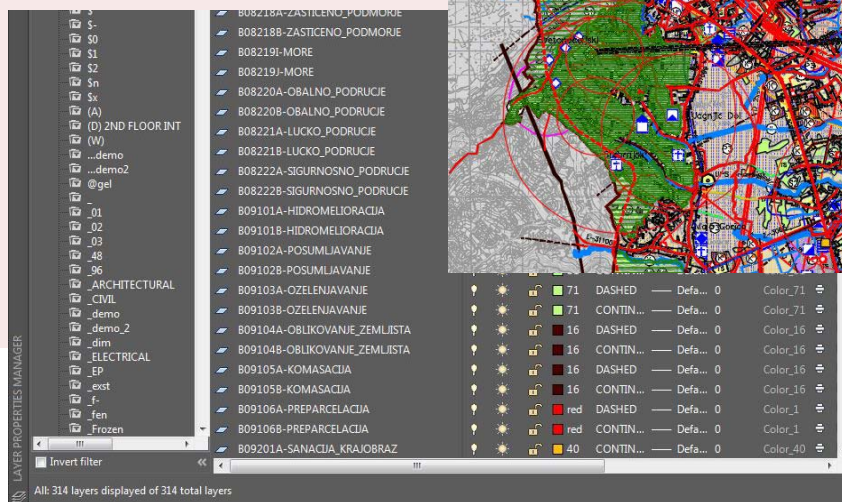 $
$-
$0
$1
$2
$n
$x
(A)
(D) 2ND FLOOR INT
(W)
...demo
...demo2
@gel
_
_01
_02
_03
_48
_96
_ARCHITECTURAL
_CIVIL
_demo
_demo_2
_dim
_ELECTRICAL
_EP
_exst
_f-
_fen
_Frozen
Invert filter
LAYER PROPERTIES MANAGER
All: 314 layers displayed of 314 total layers
B08218A-ZASTICENO_PODMORJE
B08218B-ZASTICENO_PODMORJE
B08219I-MORE
B08219J-MORE
B08220A-OBALNO_PODRUCJE
B08220B-OBALNO_PODRUCJE
B08221A-LUCKO_PODRUCJE
B08221B-LUCKO_PODRUCJE
B08222A-SIGURNOSNO_PODRUCJE
B08222B-SIGURNOSNO_PODRUCJE
B09101A-HIDROMELIORACIJA
B09101B-HIDROMELIORACIJA
B09102A-POSUMLJAVANJE
B09102B-POSUMLJAVANJE
B09103A-OZELENJAVANJE 71 DASHED Defa... 0 Color_71
B09103B-OZELENJAVANJE 71 CONTIN... Defa... 0 Color_71
B09104A-OBLIKOVANJE_ZEMLJISTA 16 DASHED Defa... 0 Color_16
B09104B-OBLIKOVANJE_ZEMLJISTA 16 CONTIN... Defa... 0 Color_16
B09105A-KOMASACIJA 16 DASHED Defa... 0 Color_16
B09105B-KOMASACIJA 16 CONTIN... Defa... 0 Color_16
B09106A-PREPARCELACIJA red DASHED Defa... 0 Color_1
B09106B-PREPARCELACIJA red CONTIN... Defa... 0 Color_1
B09201A-SANACIJA_KRAJOBRAZ 40 CONTIN... Defa... 0 Color_40